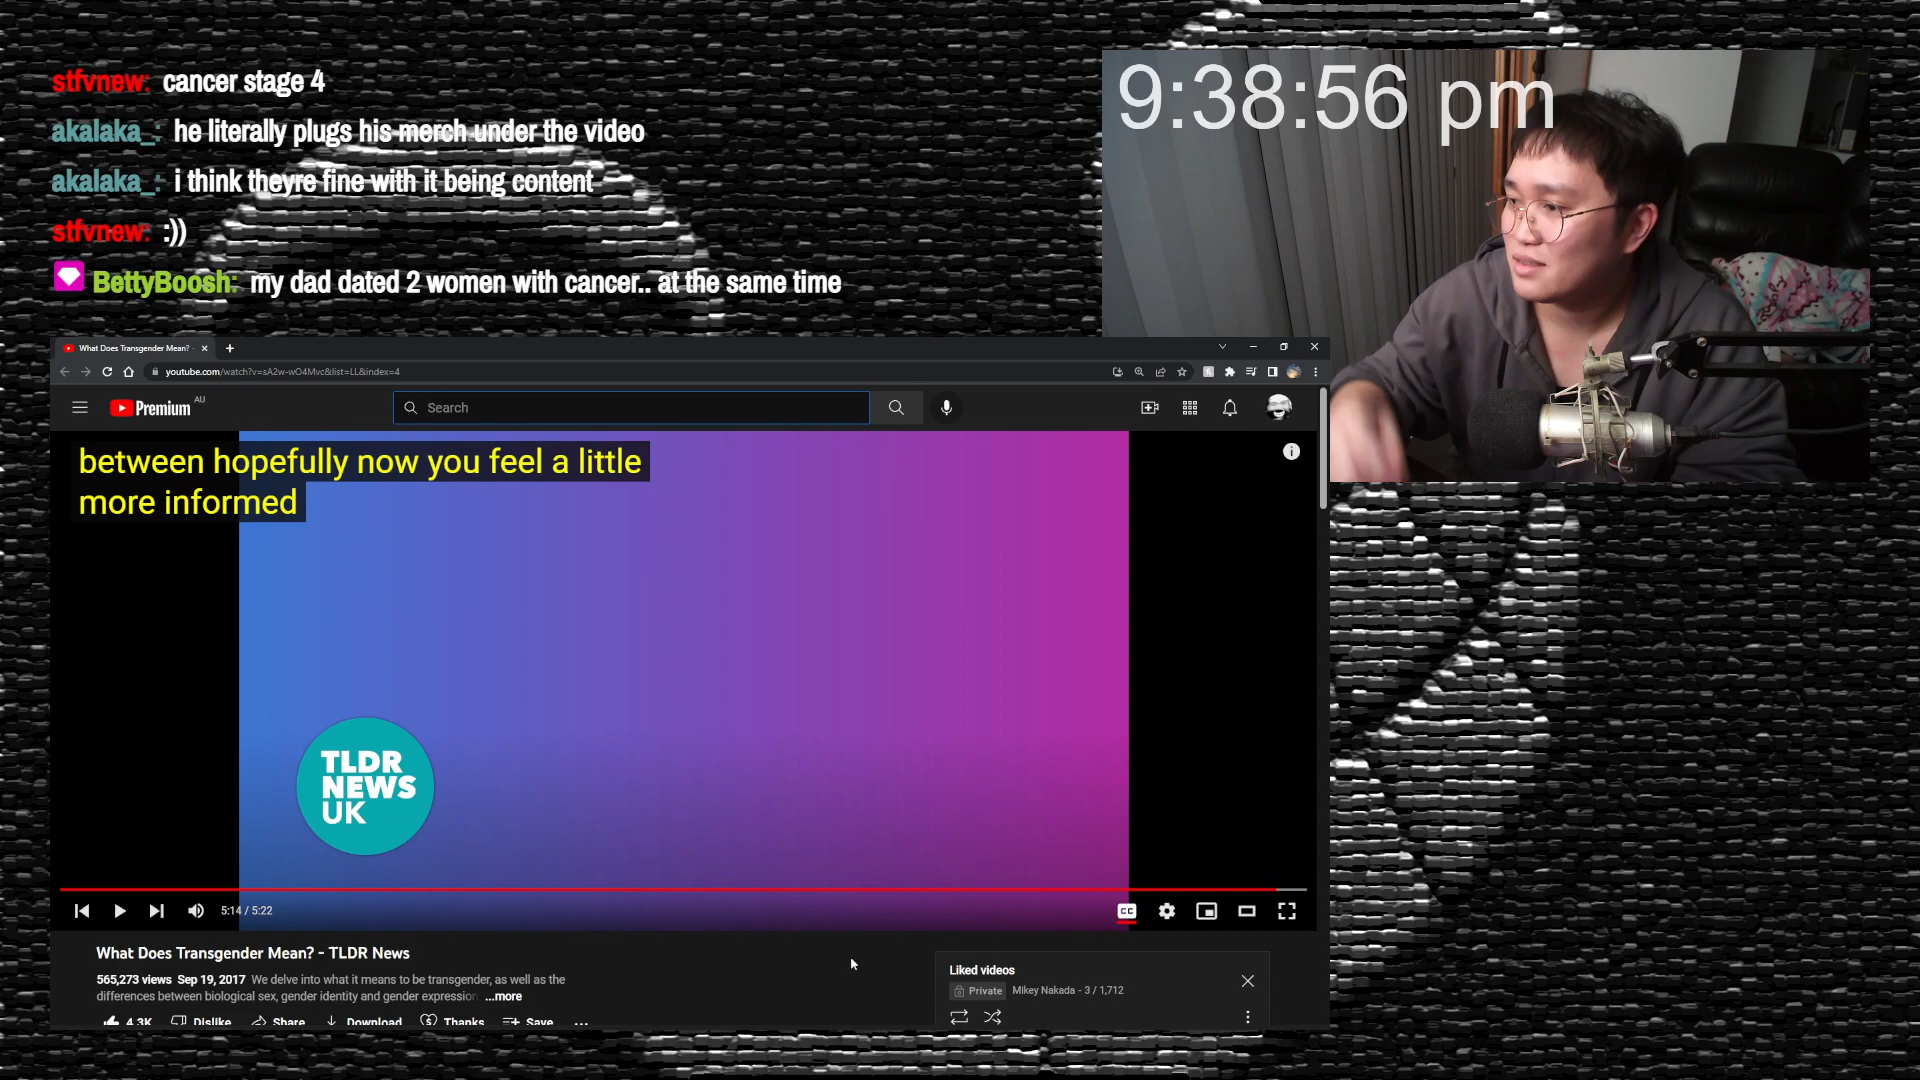 stfvnew: cancer stage 4
akalaka_: he literally plugs his merch under the video
akalaka_: i think theyre fine with it being content
stfvnew: :))
BettyBoosh: my dad dated 2 women with cancer.. at the same time
9:38:56 pm
What Does Transgender Mean? -
youtube.com/watch?v=sA2w-wO4Mvc&list=LL&index=4
Premium AU
Search
between hopefully now you feel a little
more informed
TLDR
NEWS
UK
5:14 / 5:22
CC
What Does Transgender Mean? - TLDR News
565,273 views Sep 19, 2017 We delve into what it means to be transgender, as well as the
differences between biological sex, gender identity and gender expression ...more
4.3K Dislike Share Download Thanks Save ...
Liked videos
Private Mikey Nakada - 3 / 1,712